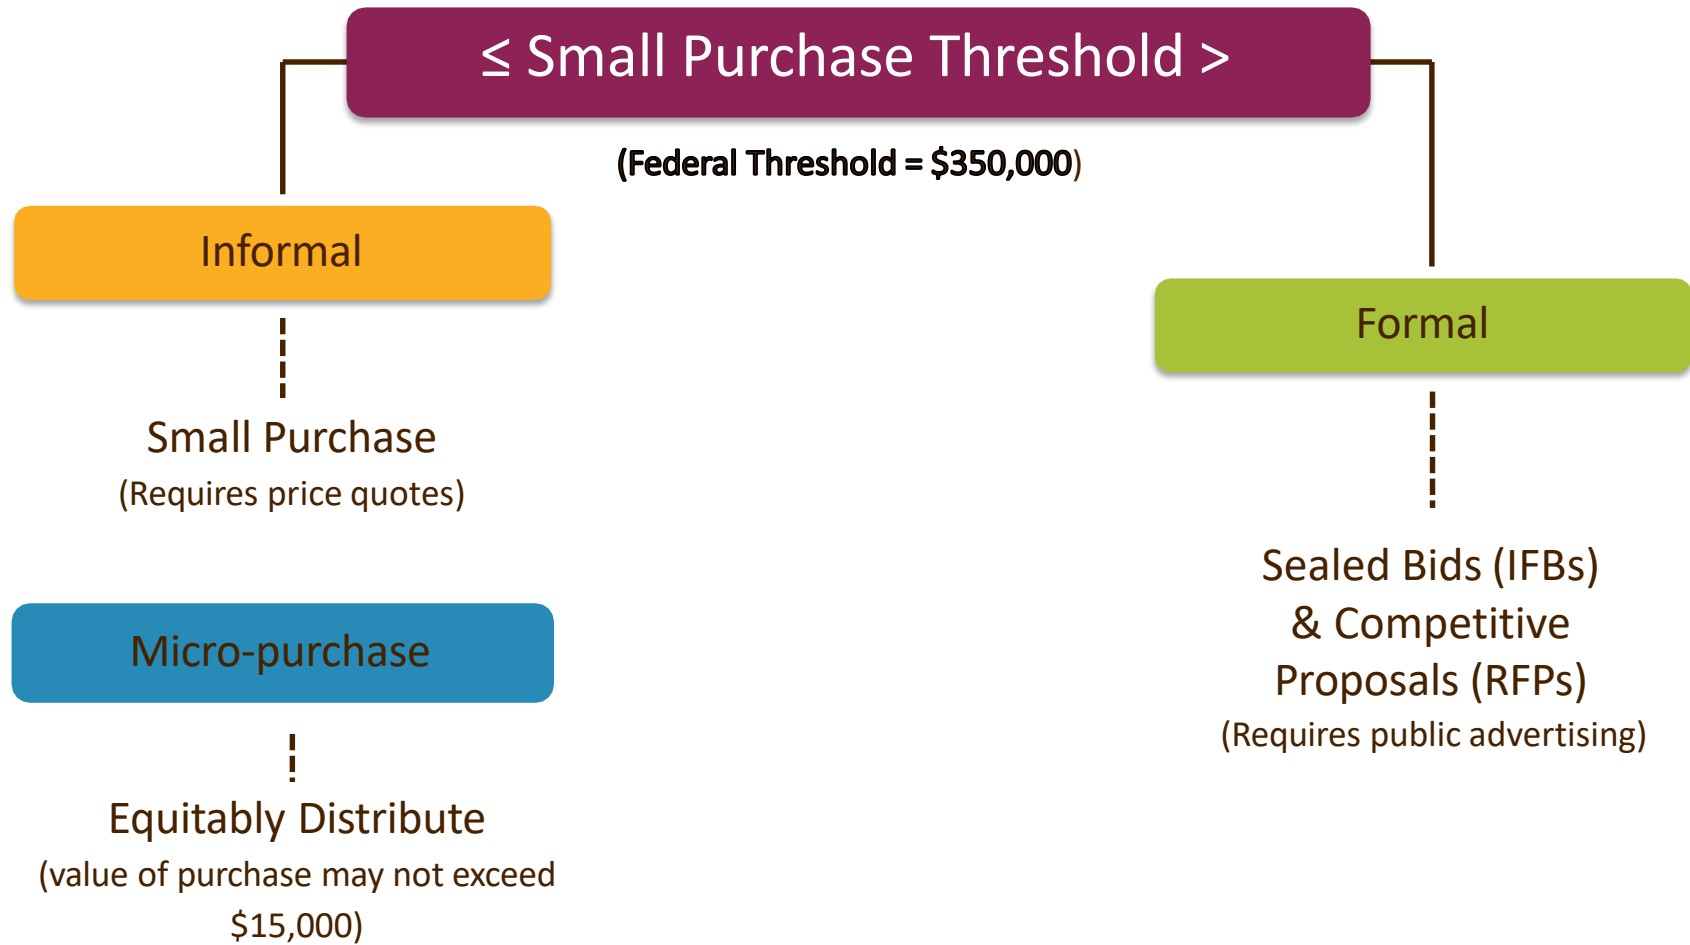 ≤ Small Purchase Threshold >
(Federal Threshold = $350,000)
Informal
Small Purchase
(Requires price quotes)
Micro-purchase
Equitably Distribute
(value of purchase may not exceed
$15,000)
Formal
Sealed Bids (IFBs)
& Competitive
Proposals (RFPs)
(Requires public advertising)